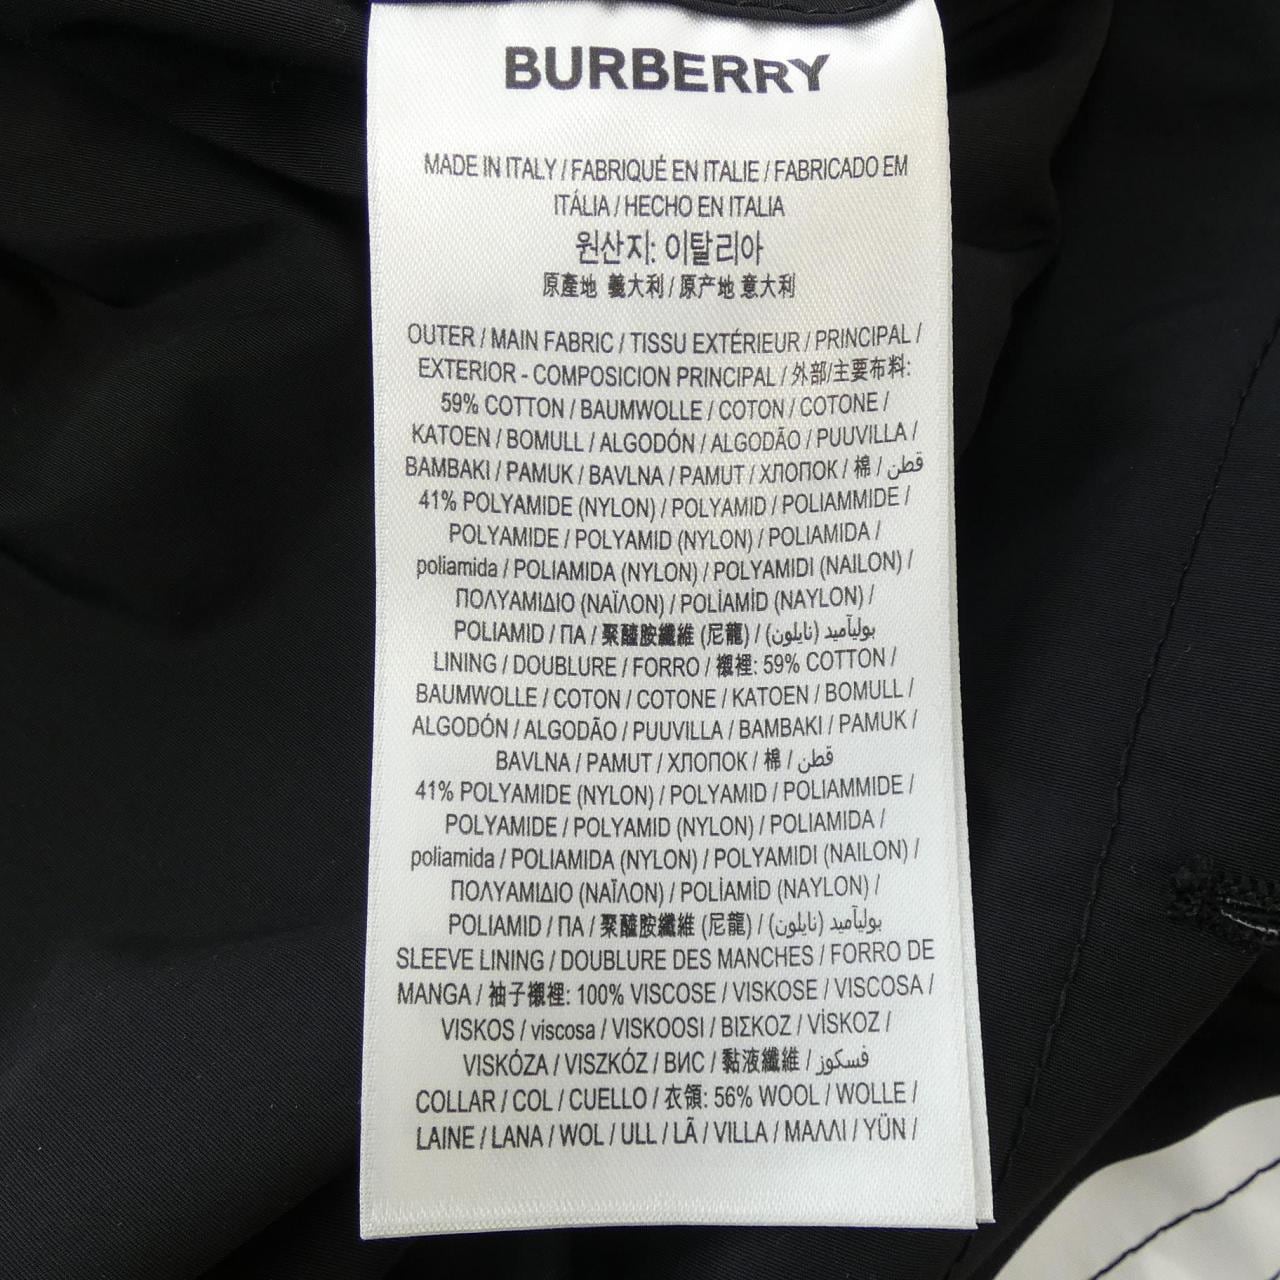 BURBERRY
MADE IN ITALY / FABRIQUÉ EN ITALIE / FABRICADO EM
ITÁLIA / HECHO EN ITALIA
원산지: 이탈리아
原產地 義大利 / 原产地 意大利
OUTER / MAIN FABRIC / TISSU EXTÉRIEUR / PRINCIPAL /
EXTERIOR - COMPOSICION PRINCIPAL / 外部/主要布料:
59% COTTON / BAUMWOLLE / COTON / COTONE /
KATOEN / BOMULL / ALGODÓN / ALGODÃO / PUUVILLA /
BAMBAKI / PAMUK / BAVLNA / PAMUT / ХЛОПОК / 棉 / قطن
41% POLYAMIDE (NYLON) / POLYAMID / POLIAMMIDE /
POLYAMIDE / POLYAMID (NYLON) / POLIAMIDA /
poliamida / POLIAMIDA (NYLON) / POLYAMIDI (NAILON) /
ΠΟΛΥΑΜΙΔΙΟ (ΝΑΪΛΟΝ) / POLİAMİD (NAYLON) /
POLIAMID / ПА / 聚醯胺纖維 (尼龍) / بوليآميد (نايلون)
LINING / DOUBLURE / FORRO / 襯裡: 59% COTTON /
BAUMWOLLE / COTON / COTONE / KATOEN / BOMULL /
ALGODÓN / ALGODÃO / PUUVILLA / BAMBAKI / PAMUK /
BAVLNA / PAMUT / ХЛОПОК / 棉 / قطن
41% POLYAMIDE (NYLON) / POLYAMID / POLIAMMIDE /
POLYAMIDE / POLYAMID (NYLON) / POLIAMIDA /
poliamida / POLIAMIDA (NYLON) / POLYAMIDI (NAILON) /
ΠΟΛΥΑΜΙΔΙΟ (ΝΑΪΛΟΝ) / POLİAMİD (NAYLON) /
POLIAMID / ПА / 聚醯胺纖維 (尼龍) / بوليآميد (نايلون)
SLEEVE LINING / DOUBLURE DES MANCHES / FORRO DE
MANGA / 袖子襯裡: 100% VISCOSE / VISKOSE / VISCOSA /
VISKOS / viscosa / VISKOOSI / ΒΙΣΚΟΖ / VİSKOZ /
VISKÓZA / VISZKÓZ / ВИС / 黏液纖維 / فسكوز
COLLAR / COL / CUELLO / 衣領: 56% WOOL / WOLLE /
LAINE / LANA / WOL / ULL / LÃ / VILLA / ΜΑΛΛΙ / YÜN /